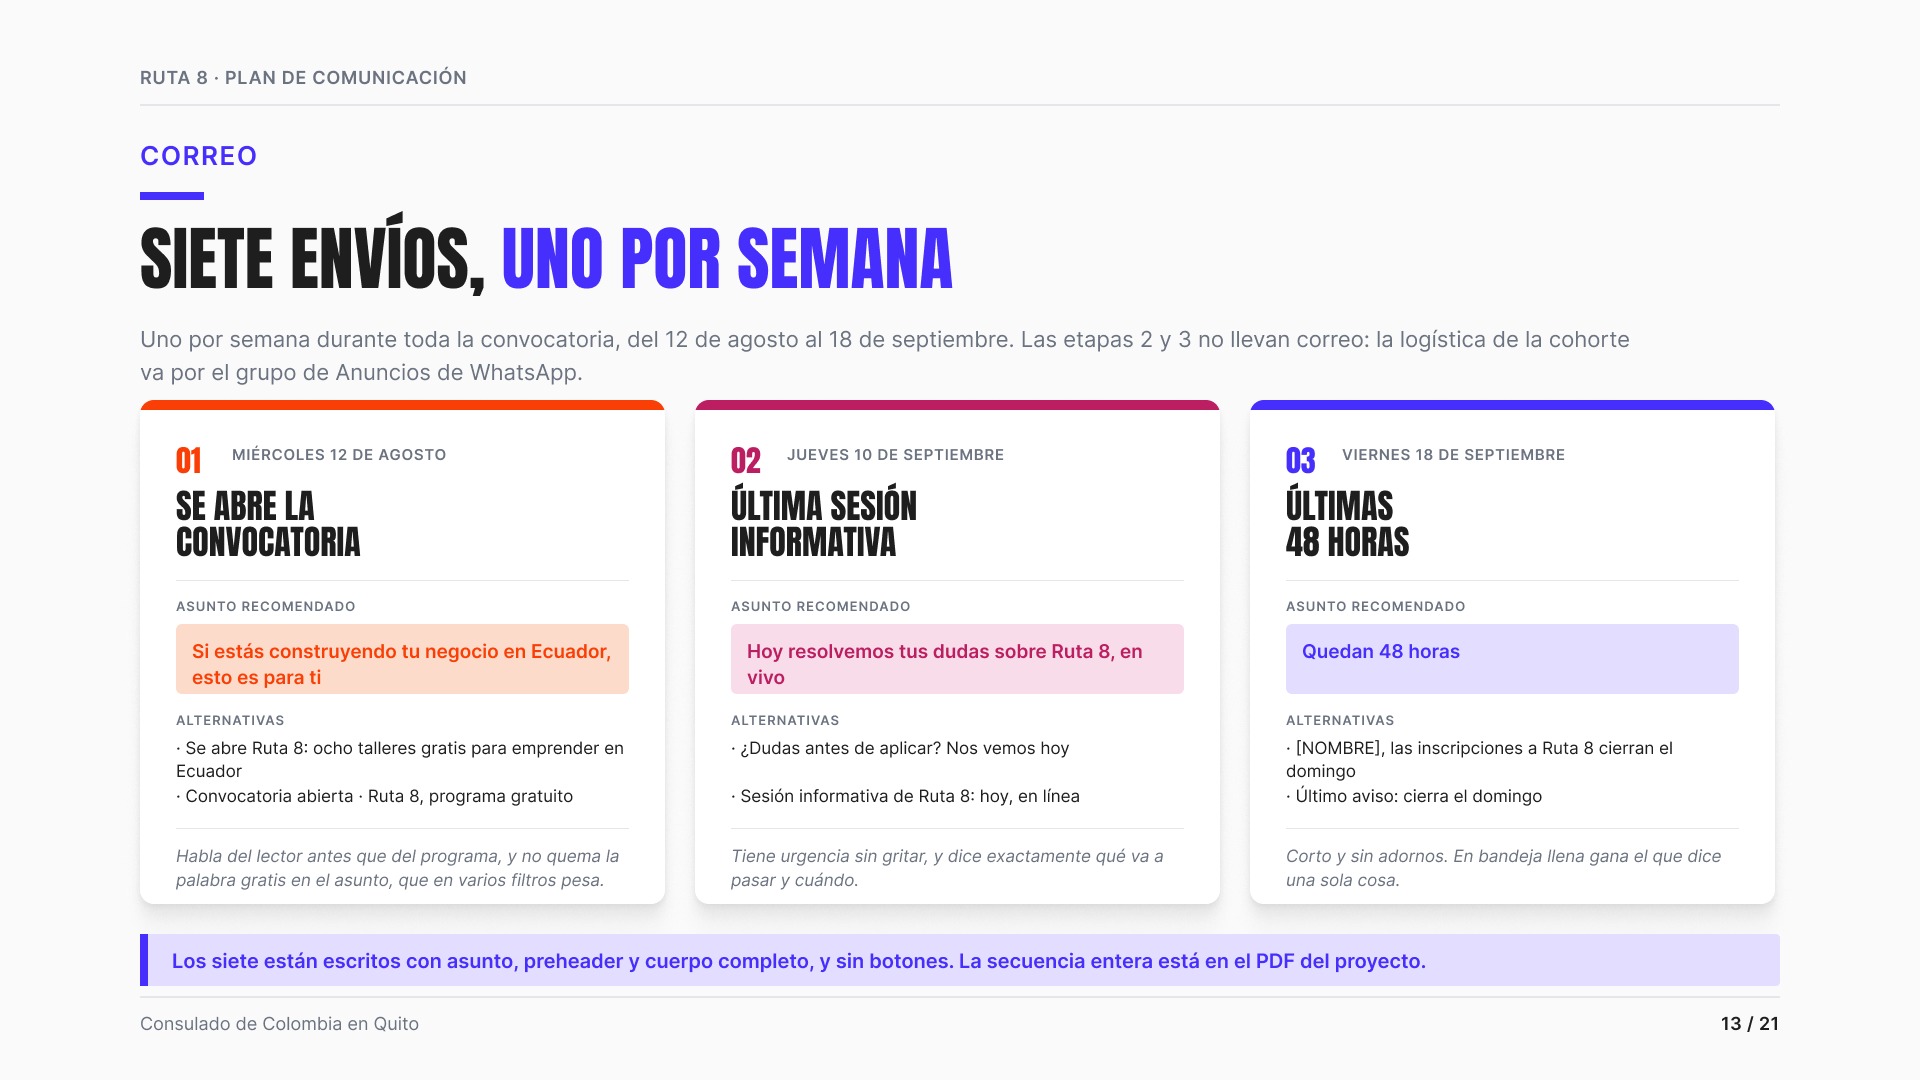 RUTA 8 · PLAN DE COMUNICACIÓN
CORREO
SIETE ENVÍOS, UNO POR SEMANA
Uno por semana durante toda la convocatoria, del 12 de agosto al 18 de septiembre. Las etapas 2 y 3 no llevan correo: la logística de la cohorte
va por el grupo de Anuncios de WhatsApp.
01 MIÉRCOLES 12 DE AGOSTO
SE ABRE LA
CONVOCATORIA
ASUNTO RECOMENDADO
Si estás construyendo tu negocio en Ecuador,
esto es para ti
ALTERNATIVAS
· Se abre Ruta 8: ocho talleres gratis para emprender en
Ecuador
· Convocatoria abierta · Ruta 8, programa gratuito
Habla del lector antes que del programa, y no quema la
palabra gratis en el asunto, que en varios filtros pesa.
02 JUEVES 10 DE SEPTIEMBRE
ÚLTIMA SESIÓN
INFORMATIVA
ASUNTO RECOMENDADO
Hoy resolvemos tus dudas sobre Ruta 8, en
vivo
ALTERNATIVAS
· ¿Dudas antes de aplicar? Nos vemos hoy
· Sesión informativa de Ruta 8: hoy, en línea
Tiene urgencia sin gritar, y dice exactamente qué va a
pasar y cuándo.
03 VIERNES 18 DE SEPTIEMBRE
ÚLTIMAS
48 HORAS
ASUNTO RECOMENDADO
Quedan 48 horas
ALTERNATIVAS
· [NOMBRE], las inscripciones a Ruta 8 cierran el
domingo
· Último aviso: cierra el domingo
Corto y sin adornos. En bandeja llena gana el que dice
una sola cosa.
Los siete están escritos con asunto, preheader y cuerpo completo, y sin botones. La secuencia entera está en el PDF del proyecto.
Consulado de Colombia en Quito
13 / 21